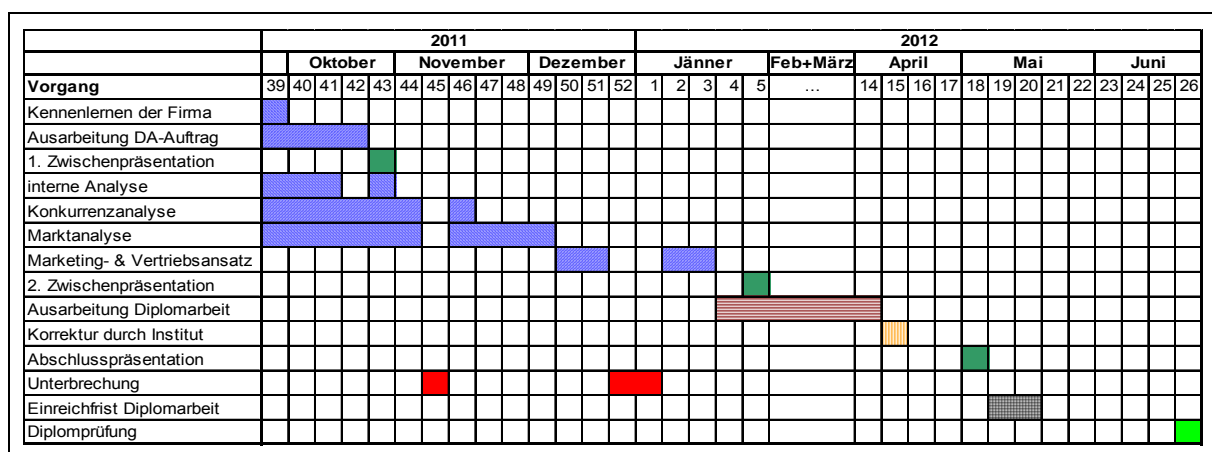 2011 2012
Oktober November Dezember Jänner Feb+März April Mai Juni
Vorgang 39 40 41 42 43 44 45 46 47 48 49 50 51 52 1 2 3 4 5 ... 14 15 16 17 18 19 20 21 22 23 24 25 26
Kennenlernen der Firma
Ausarbeitung DA-Auftrag
1. Zwischenpräsentation
interne Analyse
Konkurrenzanalyse
Marktanalyse
Marketing- & Vertriebsansatz
2. Zwischenpräsentation
Ausarbeitung Diplomarbeit
Korrektur durch Institut
Abschlusspräsentation
Unterbrechung
Einreichfrist Diplomarbeit
Diplomprüfung